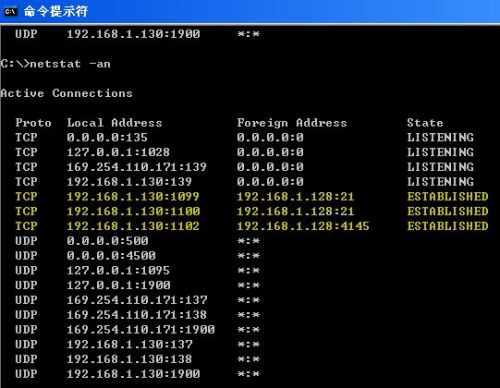 命令提示符
UDP 192.168.1.130:1900 *:*
C:\>netstat -an
Active Connections
Proto Local Address Foreign Address State
TCP 0.0.0.0:135 0.0.0.0:0 LISTENING
TCP 127.0.0.1:1028 0.0.0.0:0 LISTENING
TCP 169.254.110.171:139 0.0.0.0:0 LISTENING
TCP 192.168.1.130:139 0.0.0.0:0 LISTENING
TCP 192.168.1.130:1099 192.168.1.128:21 ESTABLISHED
TCP 192.168.1.130:1100 192.168.1.128:21 ESTABLISHED
TCP 192.168.1.130:1102 192.168.1.128:4145 ESTABLISHED
UDP 0.0.0.0:500 *:*
UDP 0.0.0.0:4500 *:*
UDP 127.0.0.1:1095 *:*
UDP 127.0.0.1:1900 *:*
UDP 169.254.110.171:137 *:*
UDP 169.254.110.171:138 *:*
UDP 169.254.110.171:1900 *:*
UDP 192.168.1.130:137 *:*
UDP 192.168.1.130:138 *:*
UDP 192.168.1.130:1900 *:*